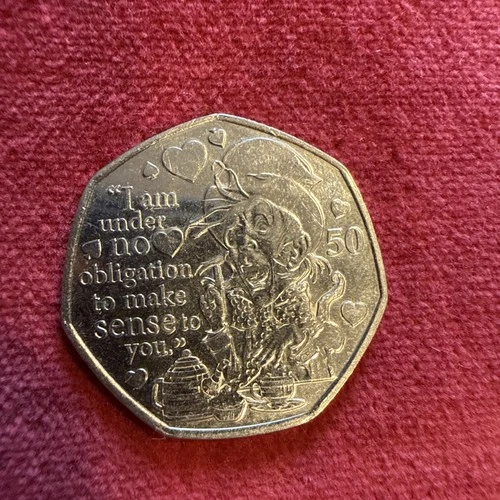 "I am
under
no
obligation
to make
sense to
you."
50